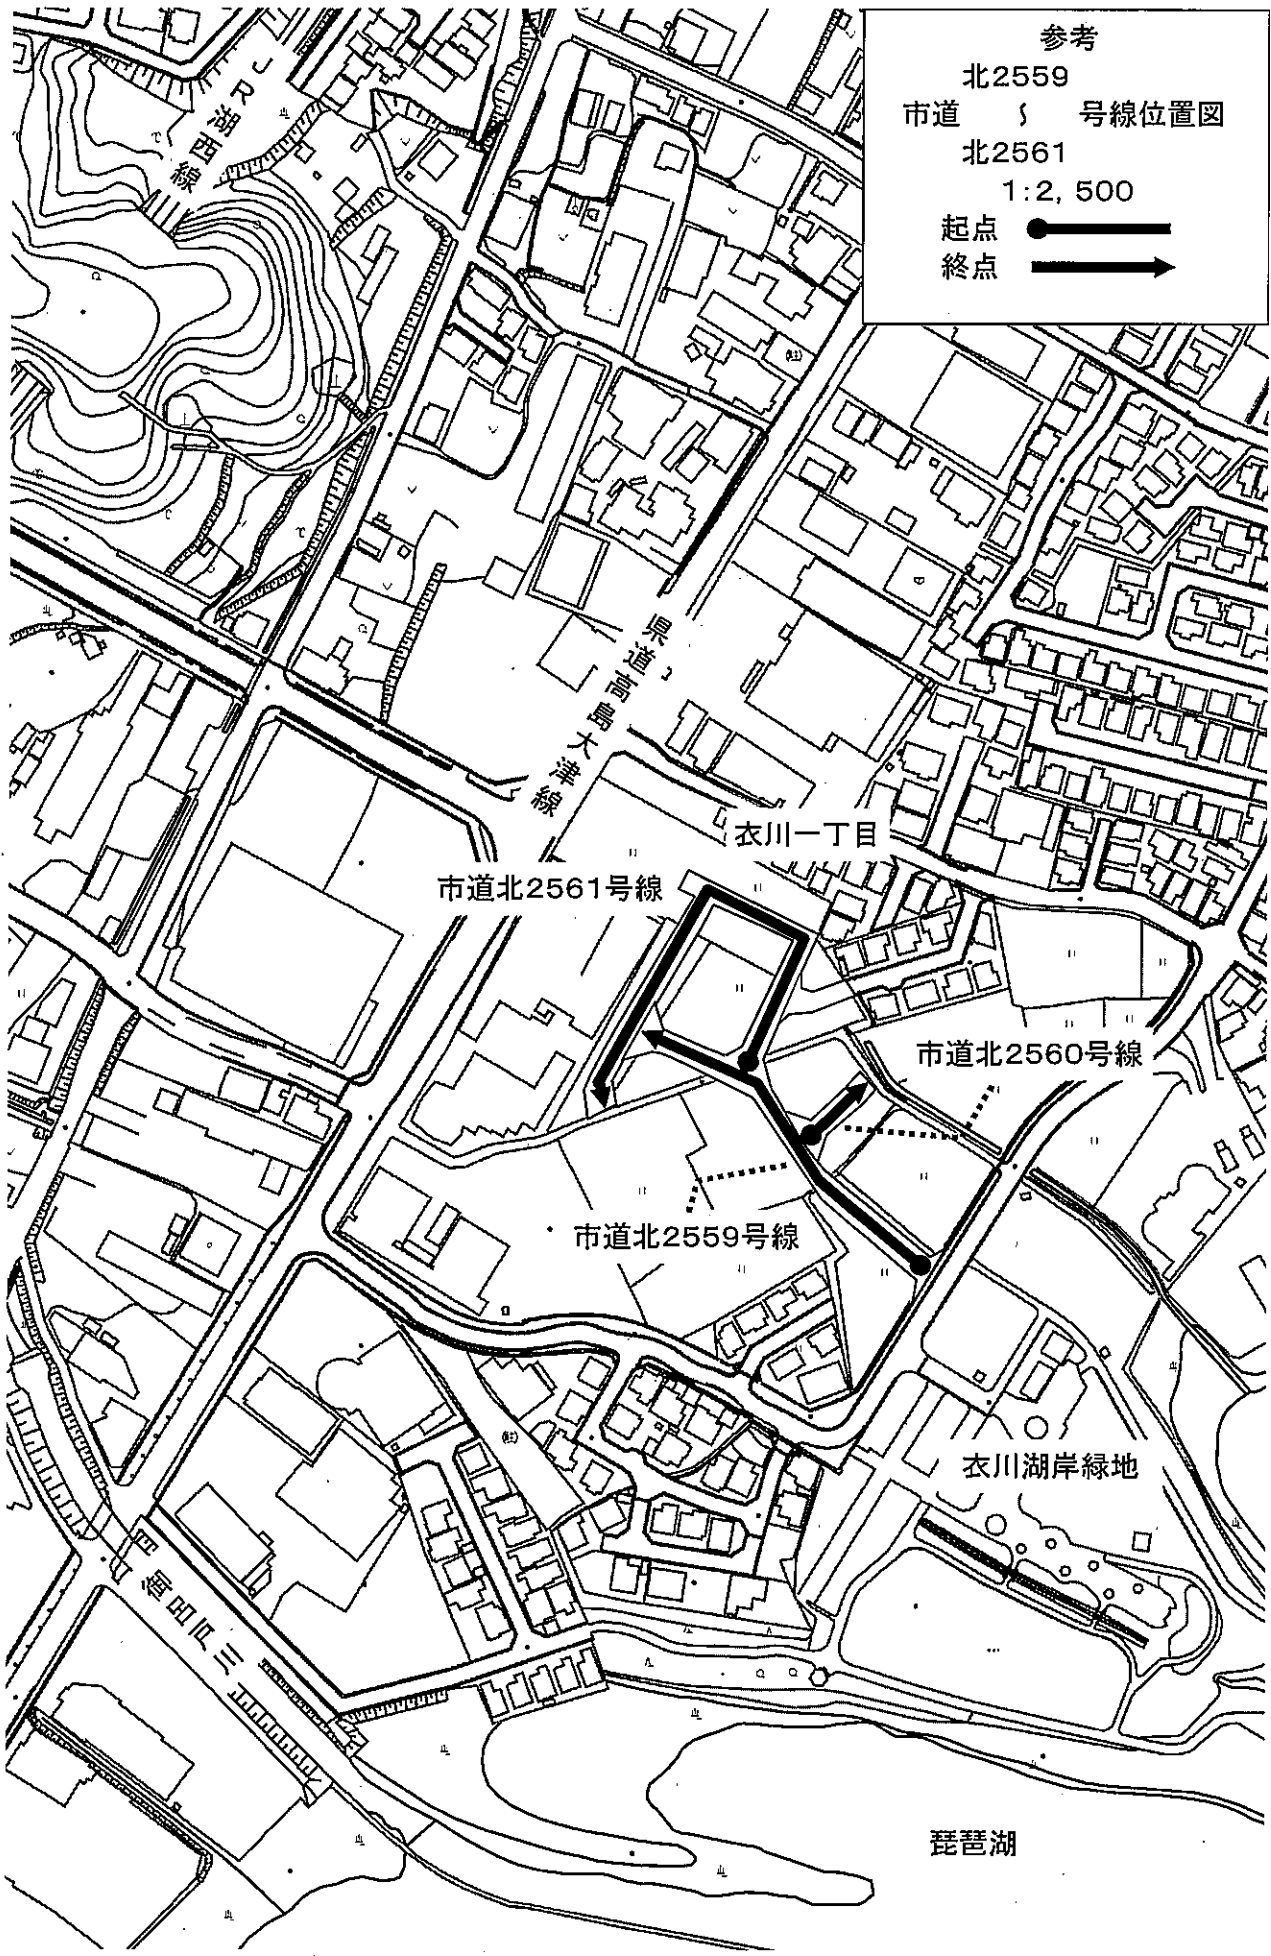 参考
北2559
市道 〜 号線位置図
北2561
1:2,500
起点
終点
JR湖西線
県道高島大津線
衣川一丁目
市道北2561号線
市道北2560号線
市道北2559号線
衣川湖岸緑地
御呂戸川
琵琶湖